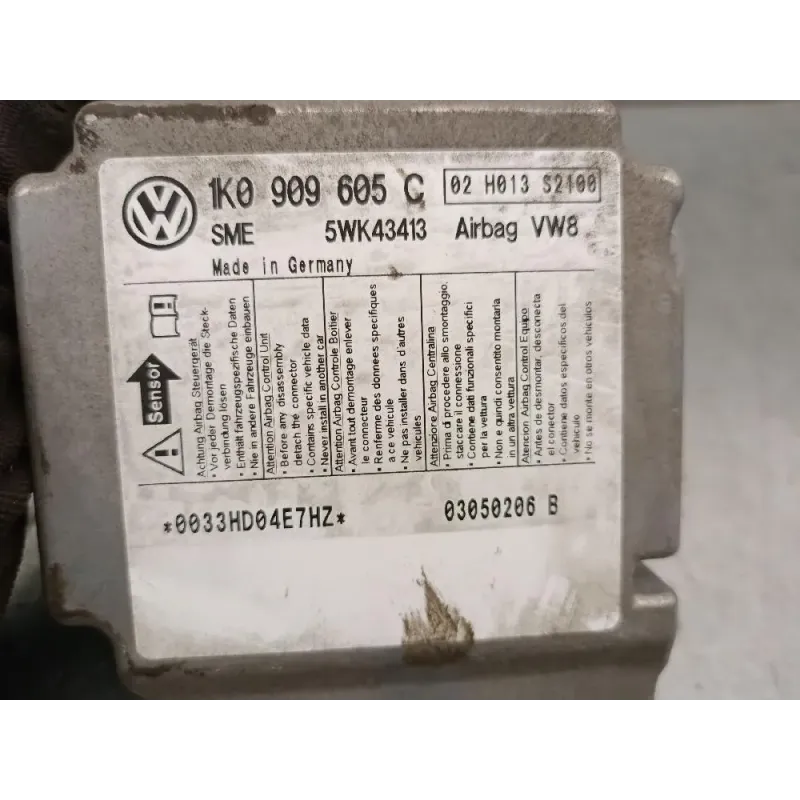 1K0 909 605 C
02 H013 S2100
SME
5WK43413
Airbag VW8
Made in Germany
Sensor
Achtung Airbag Steuergerät
• Vor jeder Demontage die Steck-
verbindung lösen
• Enthält fahrzeugspezifische Daten
• Nie in andere Fahrzeuge einbauen
Attention Airbag Control Unit
• Before any disassembly
detach the connector
• Contains specific vehicle data
• Never install in another car
Attention Airbag Controle Boitier
• Avant tout demontage enlever
le connecteur
• Renferme des donnees specifiques
a ce vehicule
• Ne pas installer dans d'autres
vehicules
Attenzione Airbag Centralina
• Prima di procedere allo smontaggio,
staccare il connessione
• Contiene dati funzionali specifici
per la vettura
• Non e quindi consentito montarla
in un altra vettura
Atencion Airbag Control Equipo
• Antes de desmontar, desconecta
el conector
• Contiene datos especificos del
vehiculo
• No se monte en otros vehiculos
*0033HD04E7HZ*
03050206 B